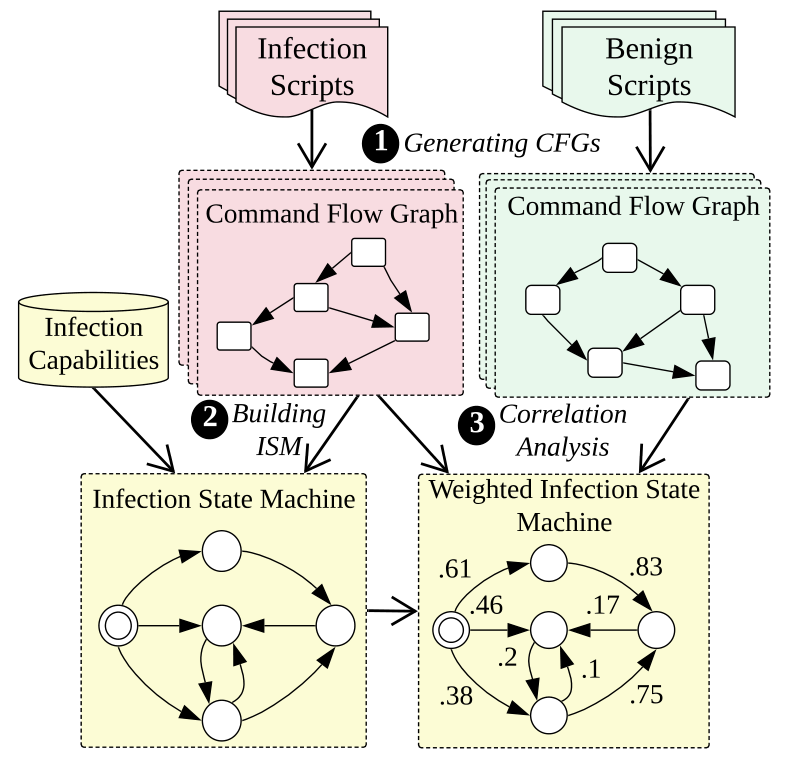 Infection
Scripts
Benign
Scripts
1 Generating CFGs
Command Flow Graph
Command Flow Graph
Infection
Capabilities
2 Building
ISM
3 Correlation
Analysis
Infection State Machine
Weighted Infection State
Machine
.61
.83
.46
.17
.2
.1
.38
.75